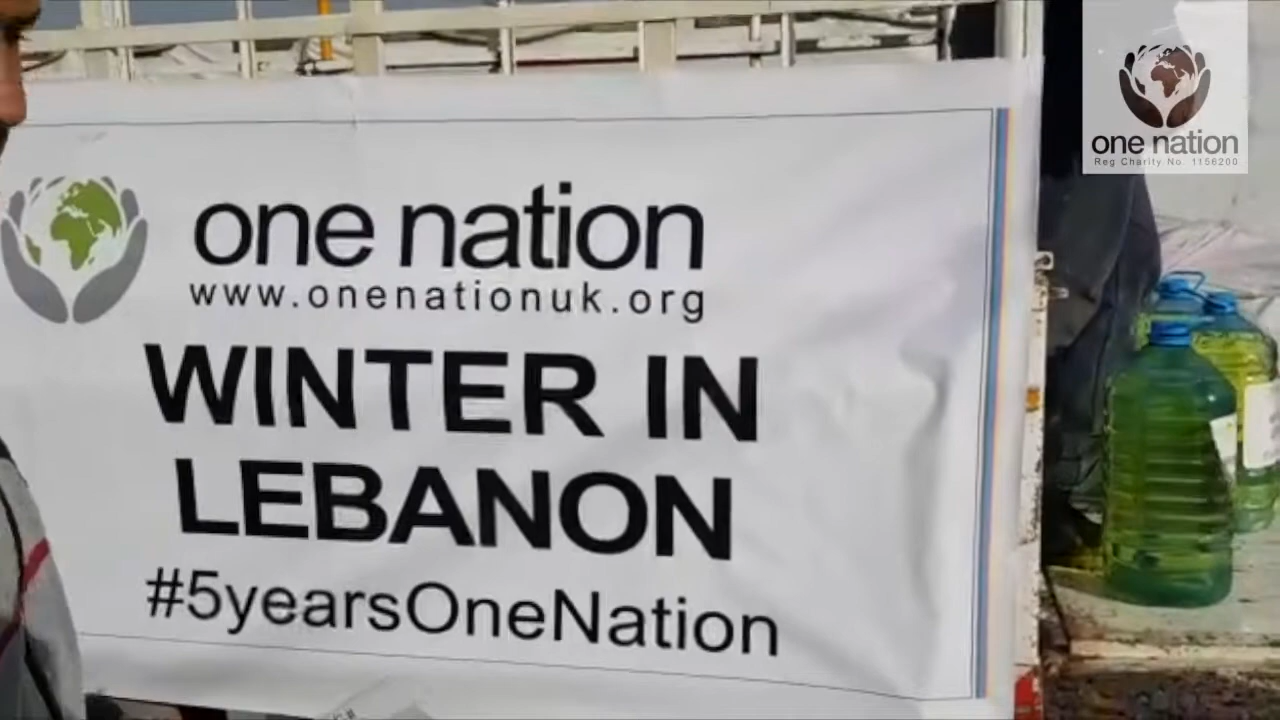 one nation
www.onenationuk.org
WINTER IN
LEBANON
#5yearsOneNation
one nation
Reg Charity No. 1156200